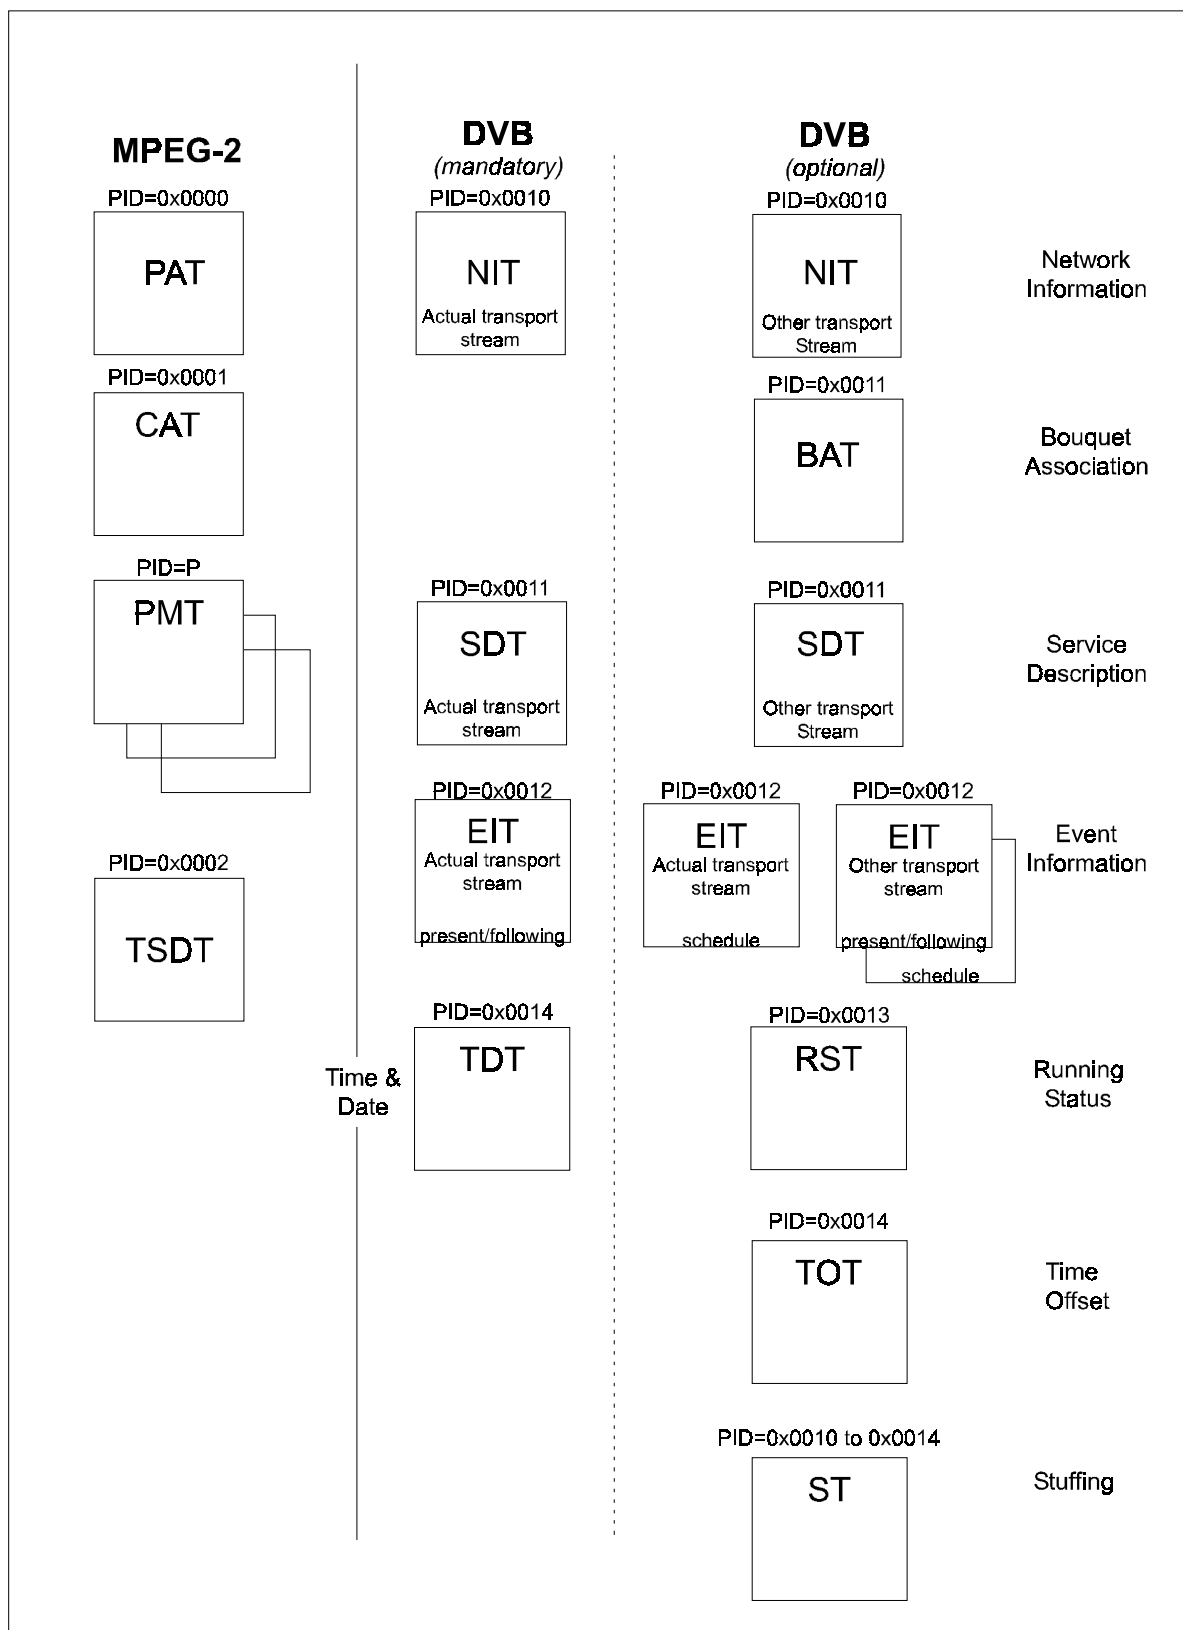 MPEG-2
PID=0x0000
PAT
PID=0x0001
CAT
PID=P
PMT
PID=0x0002
TSDT
DVB
(mandatory)
PID=0x0010
NIT
Actual transport
stream
PID=0x0011
SDT
Actual transport
stream
PID=0x0012
EIT
Actual transport
stream
present/following
PID=0x0014
TDT
Time &
Date
DVB
(optional)
PID=0x0010
NIT
Other transport
Stream
Network
Information
PID=0x0011
BAT
Bouquet
Association
PID=0x0011
SDT
Other transport
Stream
Service
Description
PID=0x0012
EIT
Actual transport
stream
schedule
PID=0x0012
EIT
Other transport
stream
present/following
schedule
Event
Information
PID=0x0013
RST
Running
Status
PID=0x0014
TOT
Time
Offset
PID=0x0010 to 0x0014
ST
Stuffing